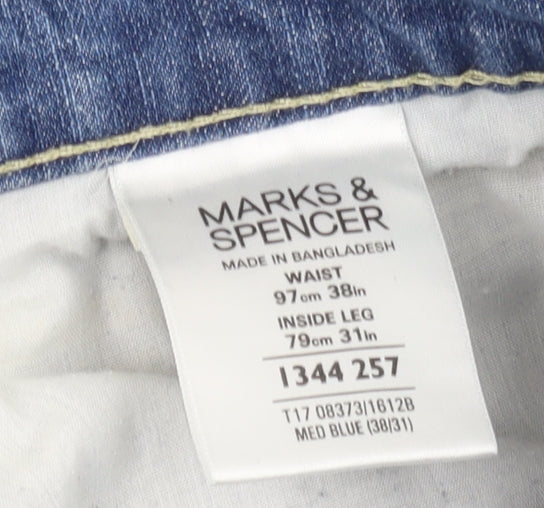 MARKS &
SPENCER
MADE IN BANGLADESH
WAIST
97cm 38in
INSIDE LEG
79cm 31in
1344 257
T17 08373/1612B
MED BLUE (38/31)